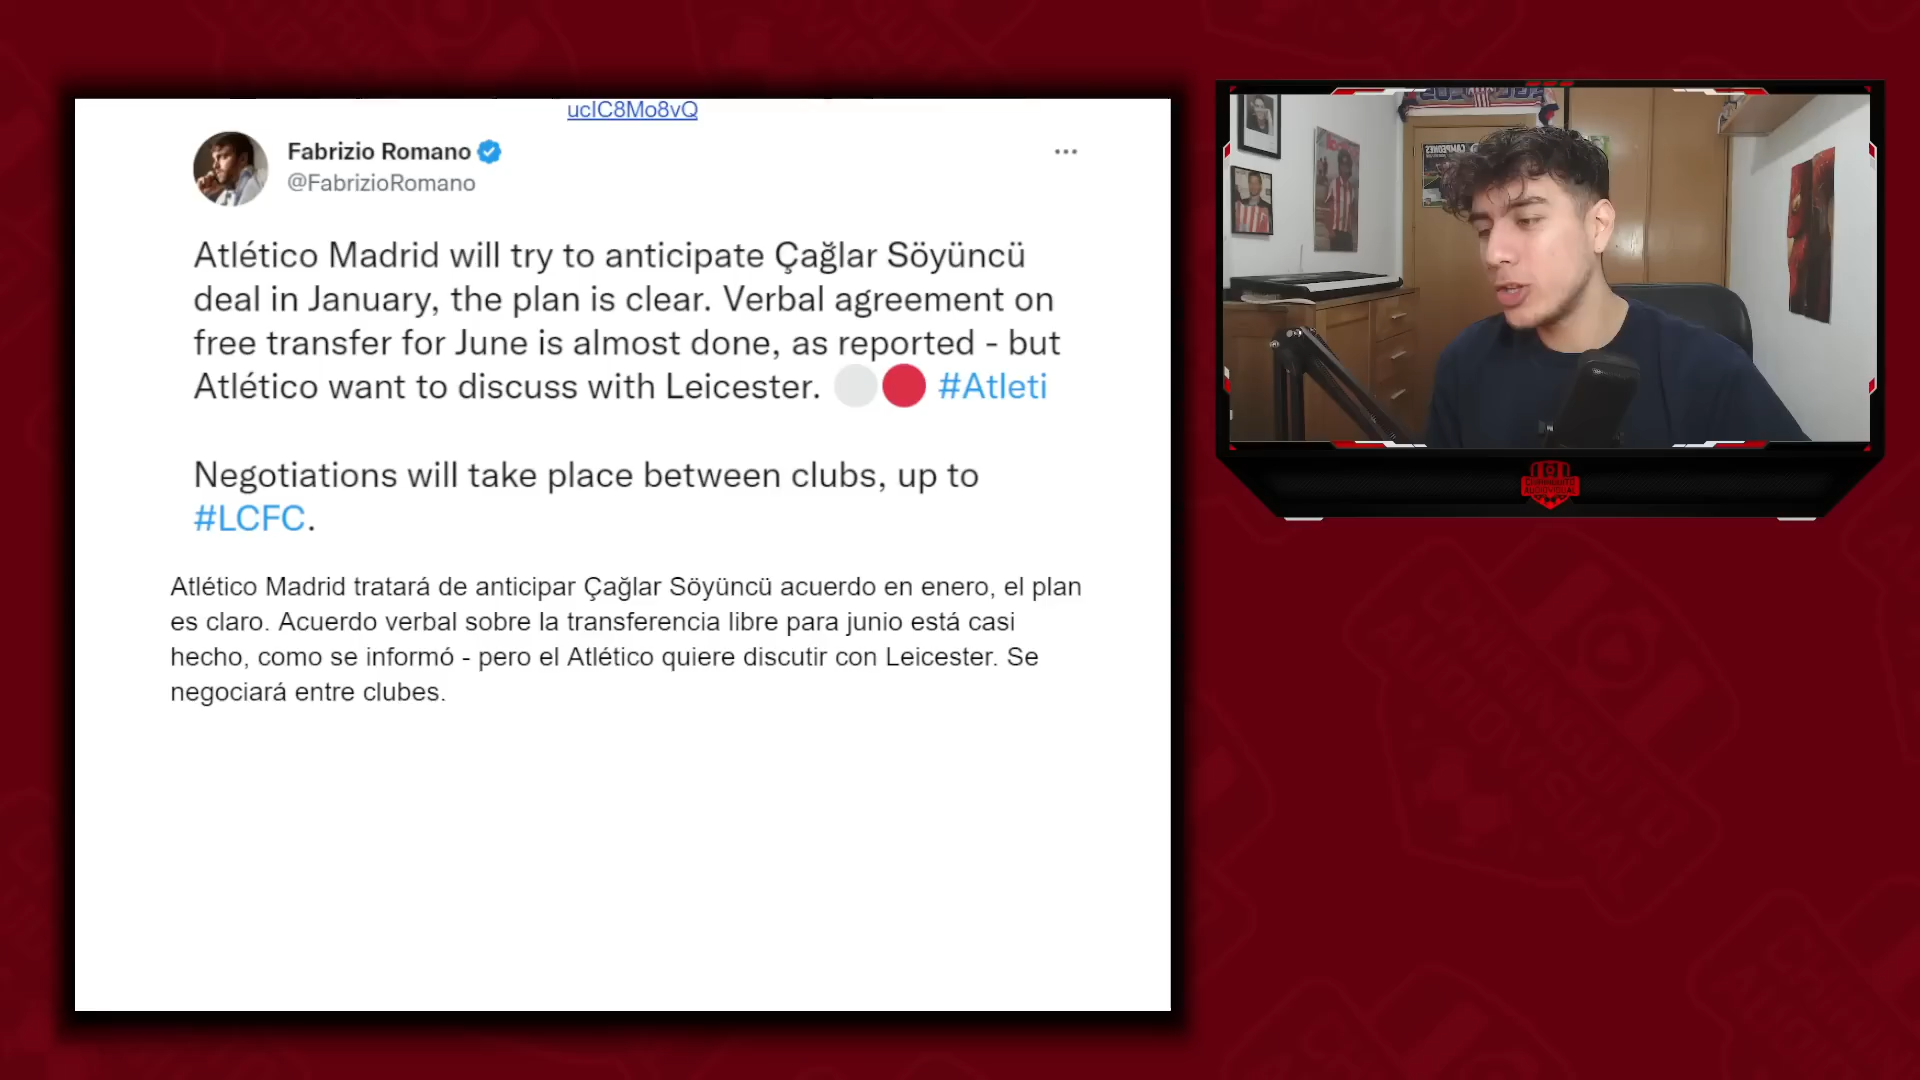 ucIC8Mo8vQ
Fabrizio Romano
@FabrizioRomano
Atlético Madrid will try to anticipate Çağlar Söyüncü
deal in January, the plan is clear. Verbal agreement on
free transfer for June is almost done, as reported - but
Atlético want to discuss with Leicester. ⚪🔴 #Atleti
Negotiations will take place between clubs, up to
#LCFC.
Atlético Madrid tratará de anticipar Çağlar Söyüncü acuerdo en enero, el plan
es claro. Acuerdo verbal sobre la transferencia libre para junio está casi
hecho, como se informó - pero el Atlético quiere discutir con Leicester. Se
negociará entre clubes.
CAMPEONES
CHIRINGUITO
AUDIOVISUAL